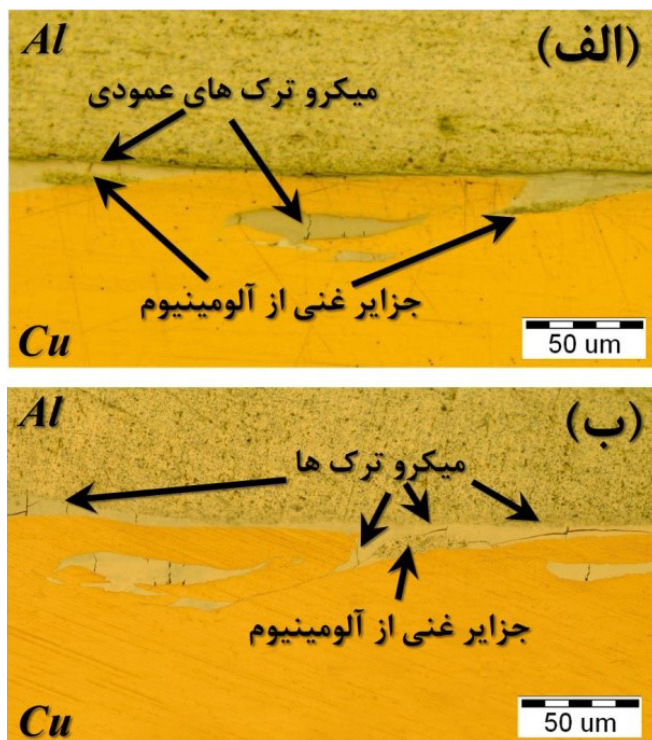 Al
(الف)
میکرو ترک های عمودی
جزایر غنی از آلومینیوم
Cu
50 um
Al
(ب)
میکرو ترک ها
جزایر غنی از آلومینیوم
Cu
50 um